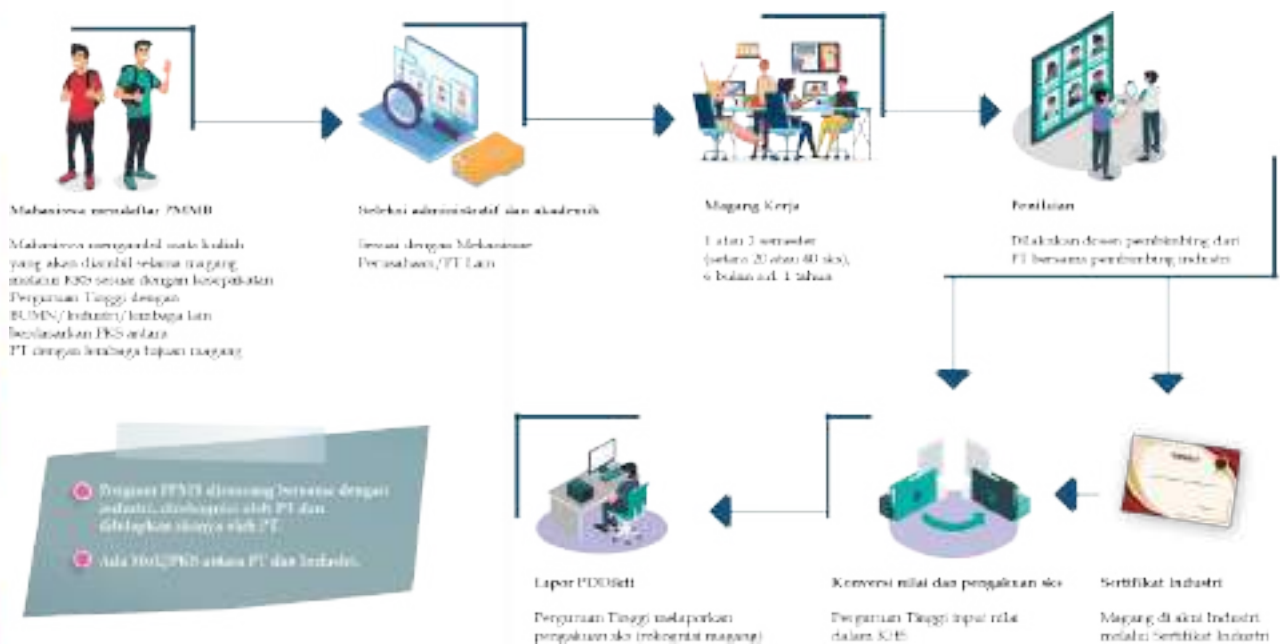 Mahasiswa mendaftar PMMB
Mahasiswa mengambil mata kuliah
yang akan diambil selama magang
melalui KRS sesuai dengan kesepakatan
Perguruan Tinggi dengan
BUMN/Industri/lembaga lain
berdasarkan PKS antara
PT dengan lembaga tujuan magang
Seleksi administratif dan akademik
Sesuai dengan Mekanisme
Perusahaan/PT Lain
Magang Kerja
1 atau 2 semester
(setara 20 atau 40 sks),
6 bulan s.d. 1 tahun
Penilaian
Dilakukan dosen pembimbing dari
PT bersama pembimbing industri
Program dirancang bersama dengan
industri, direkognisi oleh PT dan
ditetapkan oleh PT.
Ada MoU/PKS antara PT dan Industri.
Lapor PDDikti
Perguruan Tinggi melaporkan
pengakuan sks (rekognisi magang)
Konversi nilai dan pengakuan sks
Perguruan Tinggi input nilai
dalam KHS
Sertifikat Industri
Magang di akui Industri
melalui Sertifikat Industri